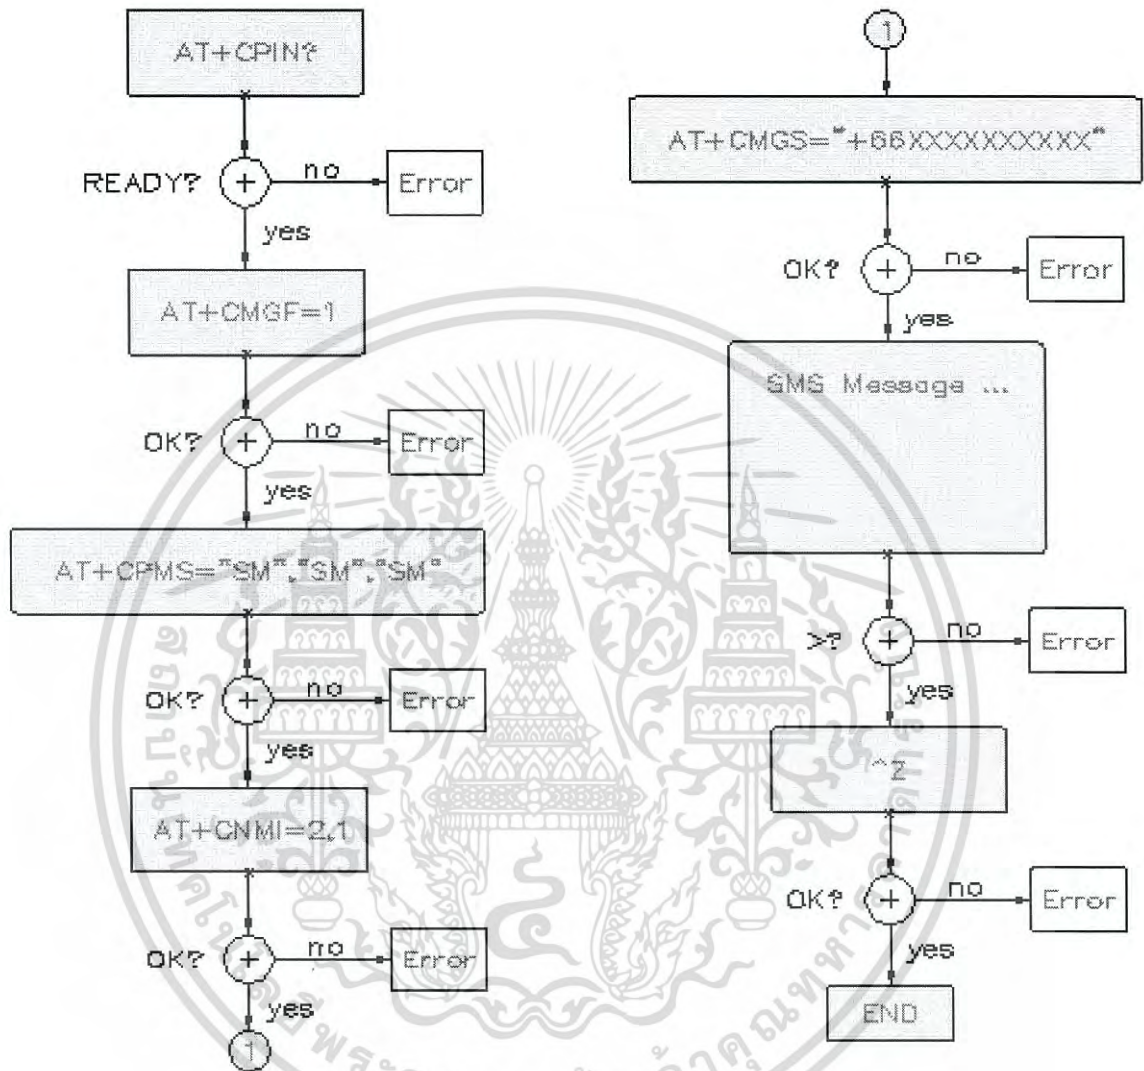 AT+CPIN?
READY?
no
Error
yes
AT+CMGF=1
OK?
no
Error
yes
AT+CPMS="SM","SM","SM"
OK?
no
Error
yes
AT+CNMI=2,1
OK?
no
Error
yes
1
1
AT+CMGS="+66XXXXXXXXXX"
OK?
no
Error
yes
SMS Message ...
>?
no
Error
yes
^Z
OK?
no
Error
yes
END